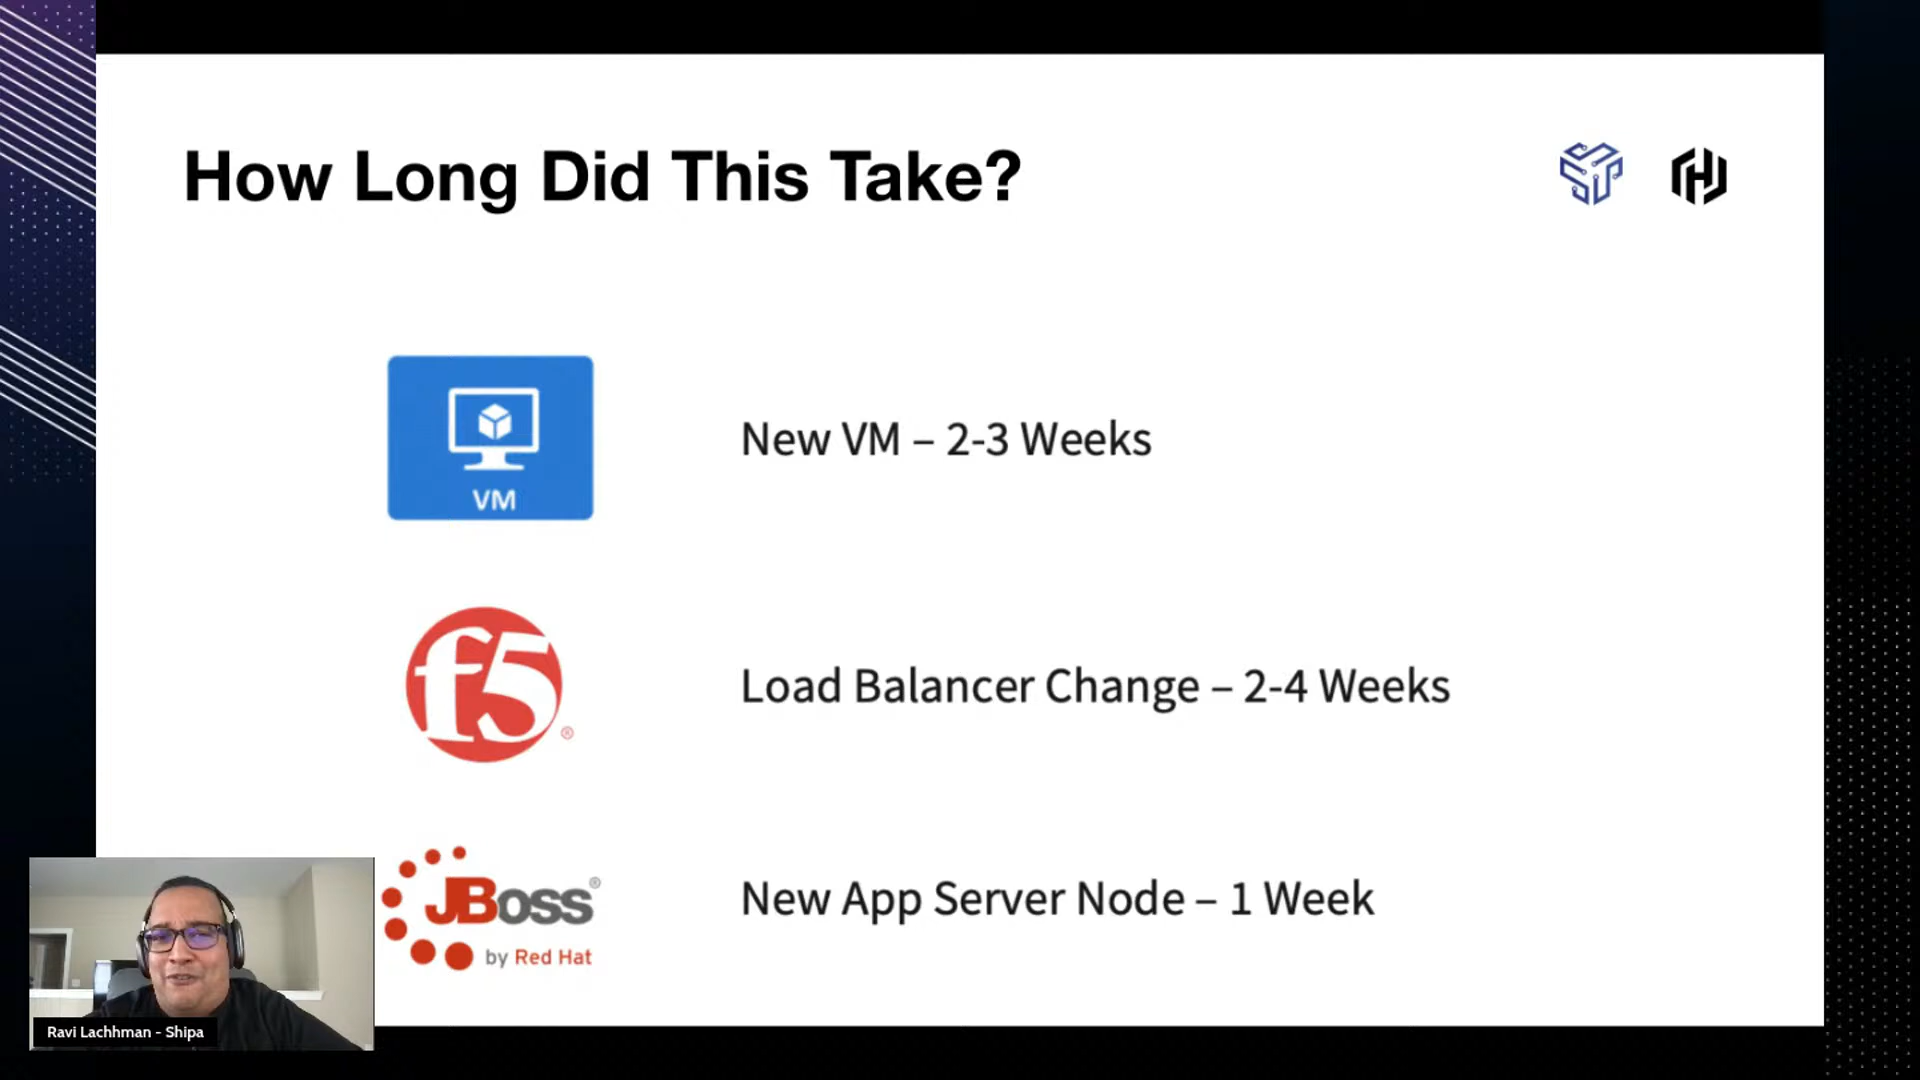 How Long Did This Take?
VM
New VM – 2-3 Weeks
f5®
Load Balancer Change – 2-4 Weeks
JBoss®
by Red Hat
New App Server Node – 1 Week
Ravi Lachhman - Shipa